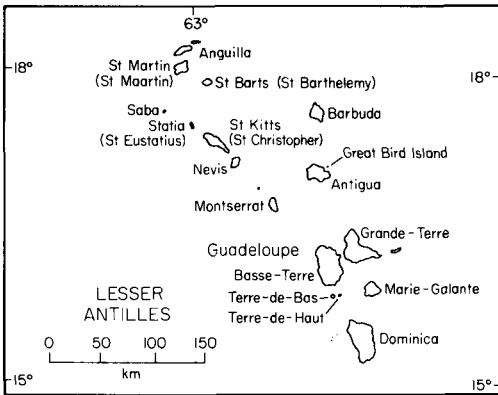 63°
18°
18°
Anguilla
St Martin
(St Maartin)
St Barts (St Barthelemy)
Saba
Barbuda
Statia
(St Eustatius)
St Kitts
(St Christopher)
Great Bird Island
Nevis
Antigua
Montserrat
Grande-Terre
Guadeloupe
Basse-Terre
LESSER
ANTILLES
Terre-de-Bas
Marie-Galante
Terre-de-Haut
0 50 100 150
km
Dominica
15°
15°